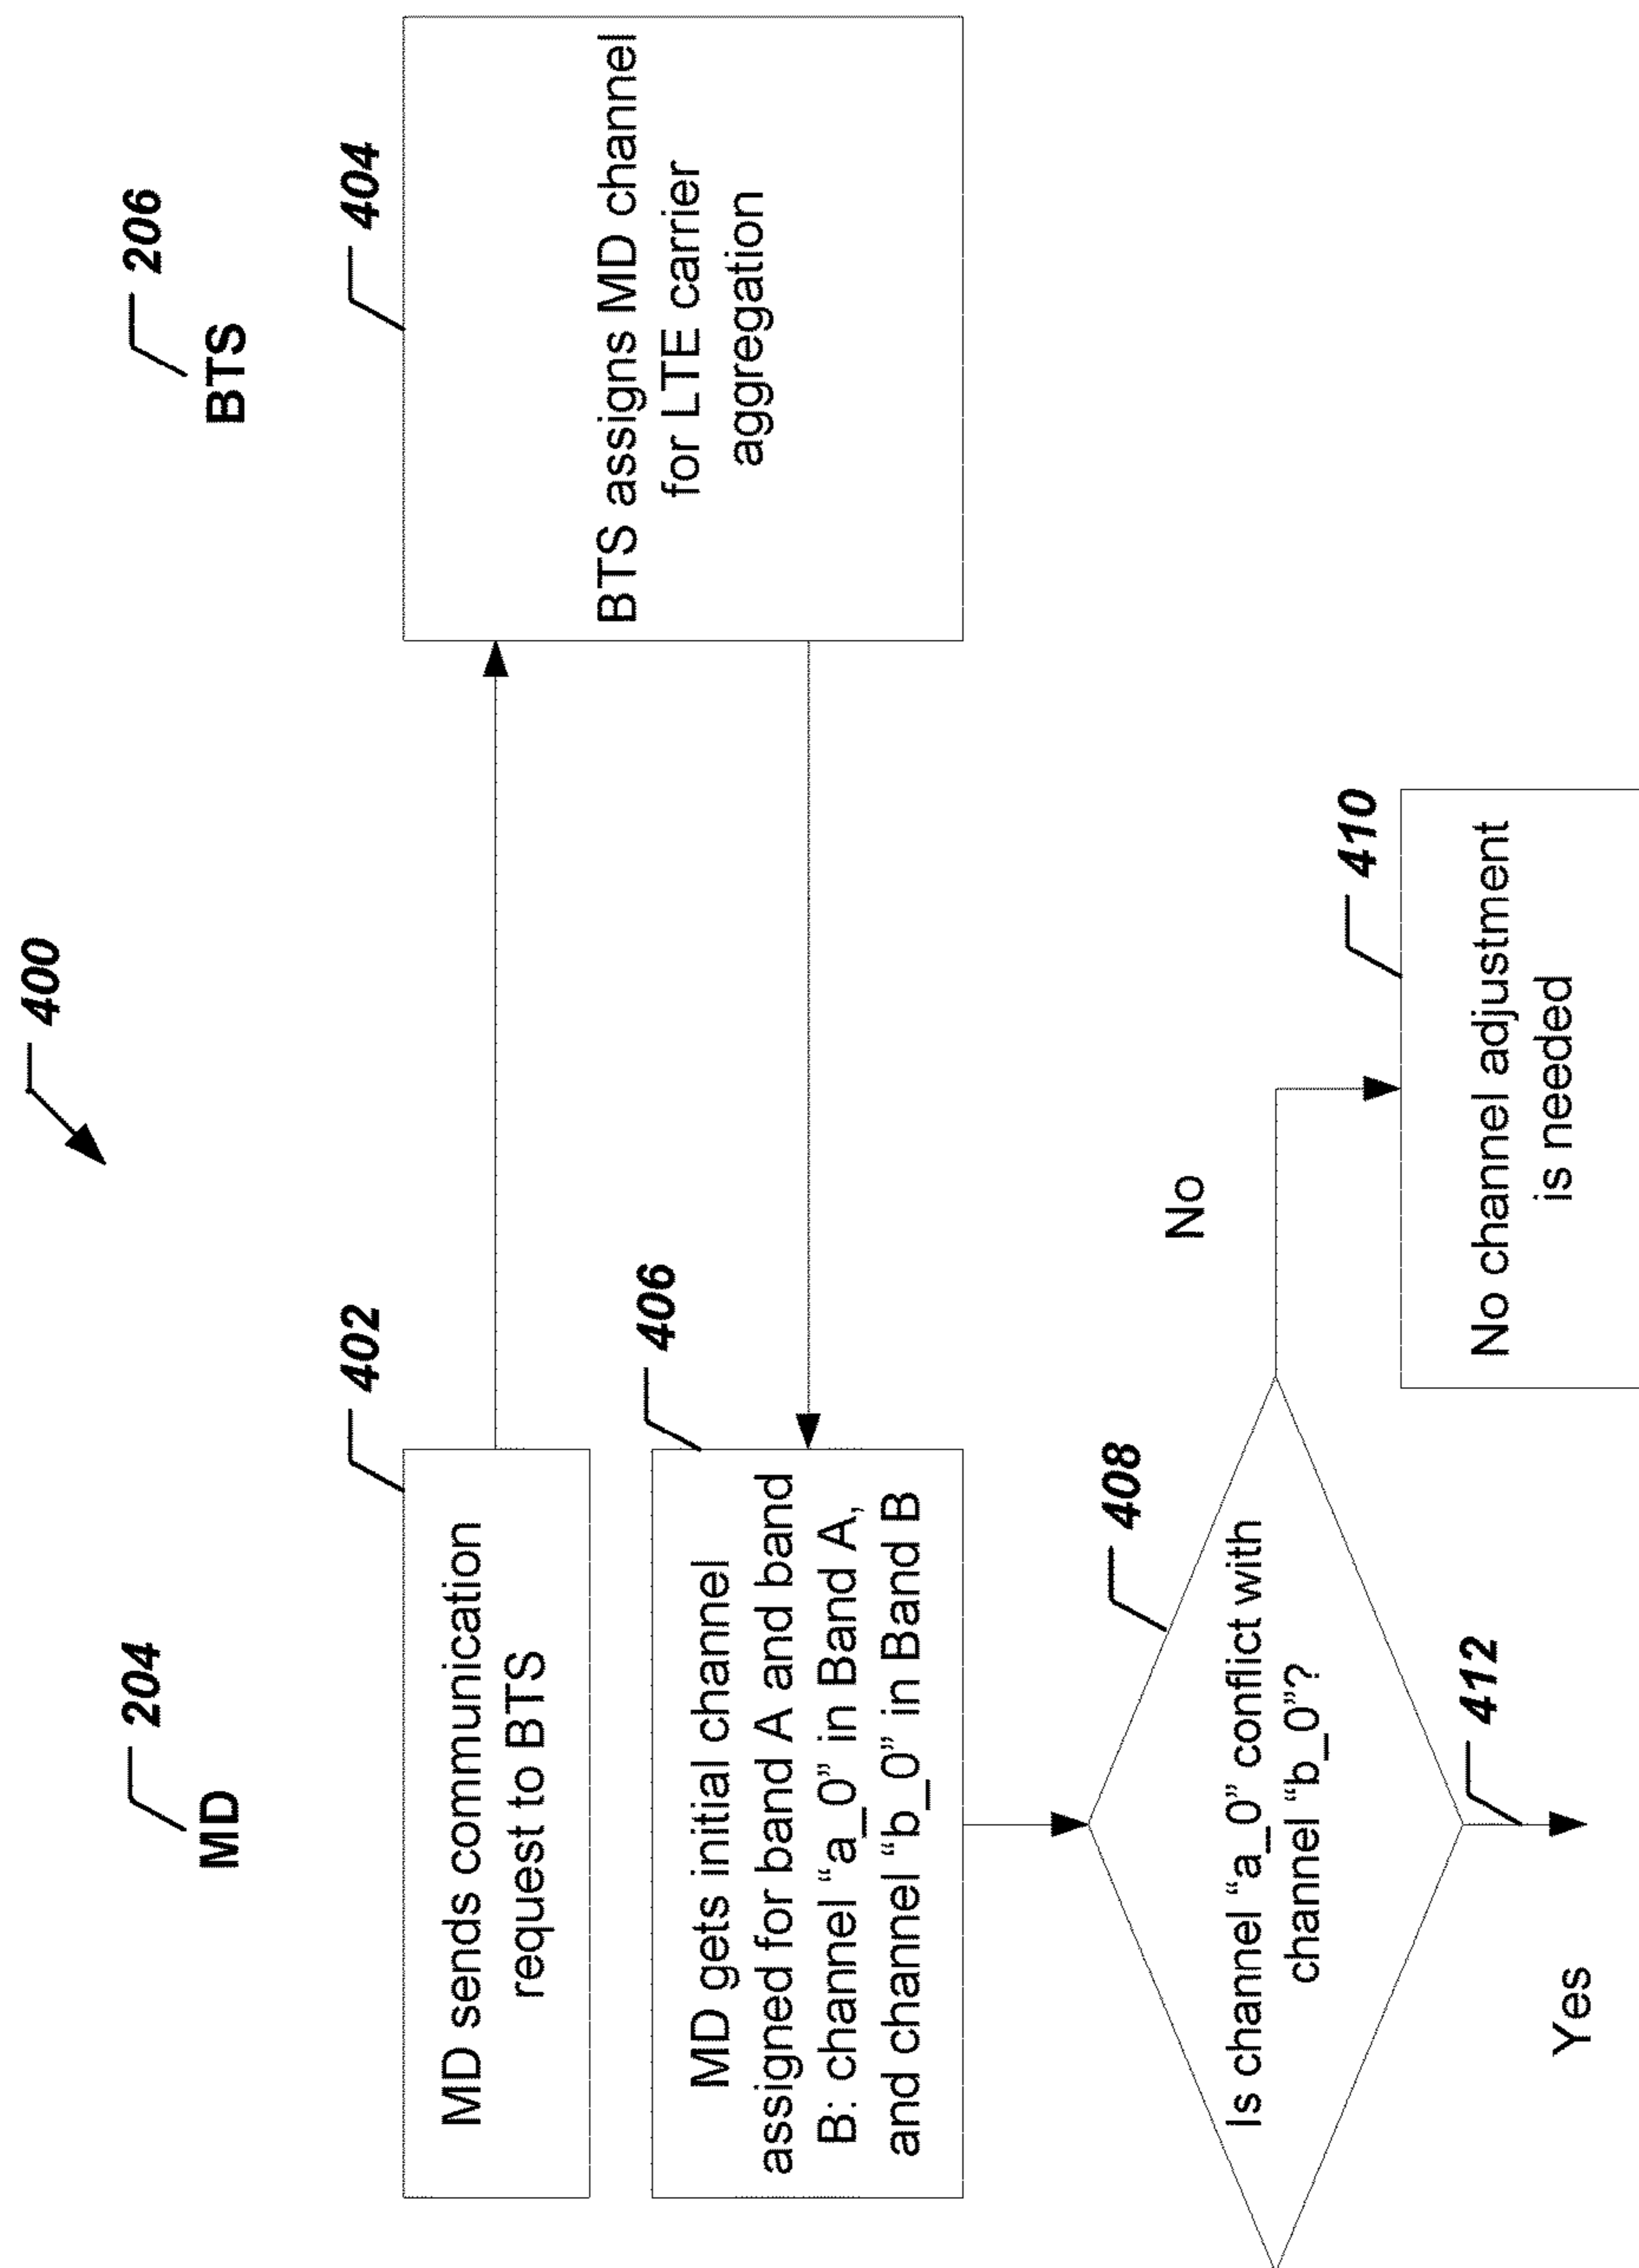 400
204
MD
206
BTS
402
MD sends communication
request to BTS
404
BTS assigns MD channel
for LTE carrier
aggregation
406
MD gets initial channel
assigned for band A and band
B: channel “a_0” in Band A,
and channel “b_0” in Band B
408
Is channel “a_0” conflict with
channel “b_0”?
No
410
No channel adjustment
is needed
412
Yes